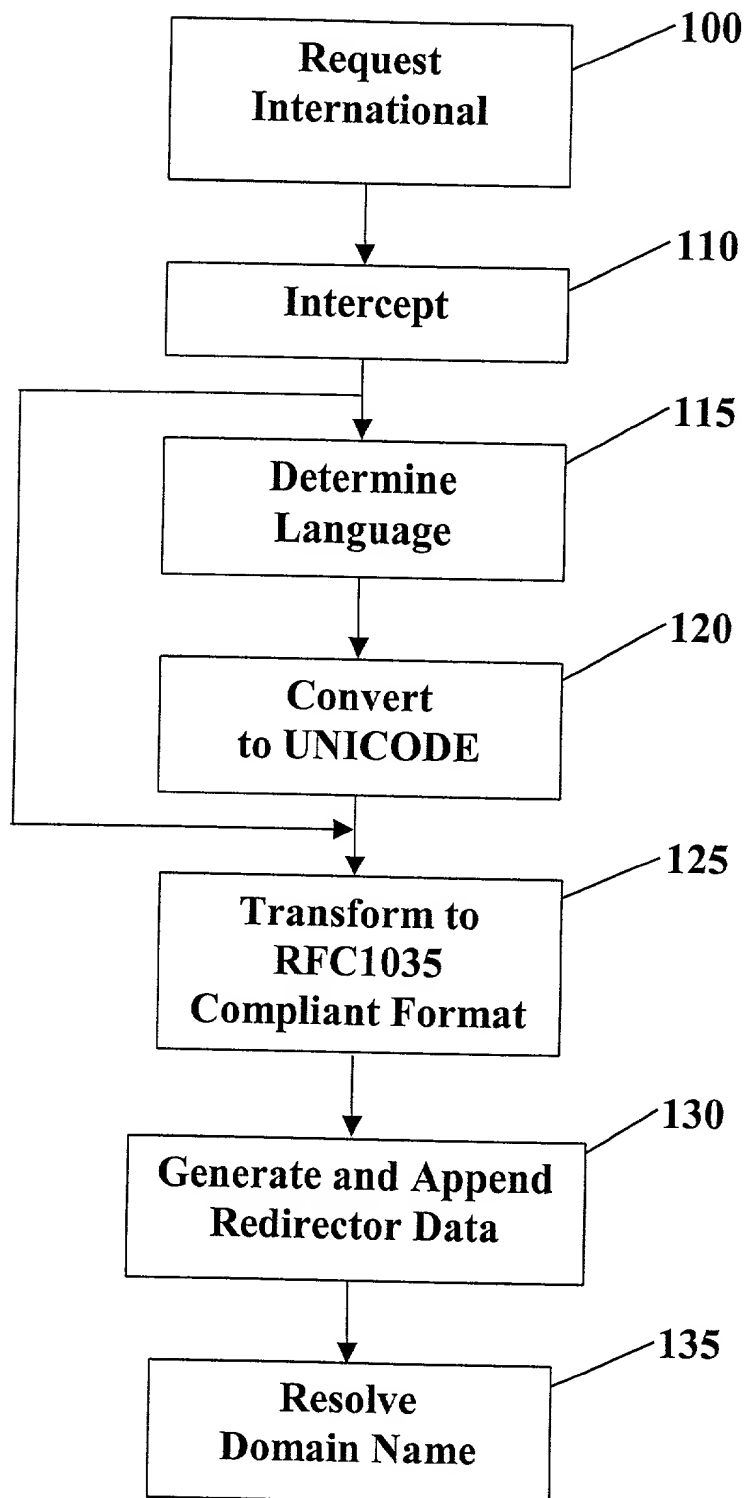 100
Request
International
110
Intercept
115
Determine
Language
120
Convert
to UNICODE
125
Transform to
RFC1035
Compliant Format
130
Generate and Append
Redirector Data
135
Resolve
Domain Name